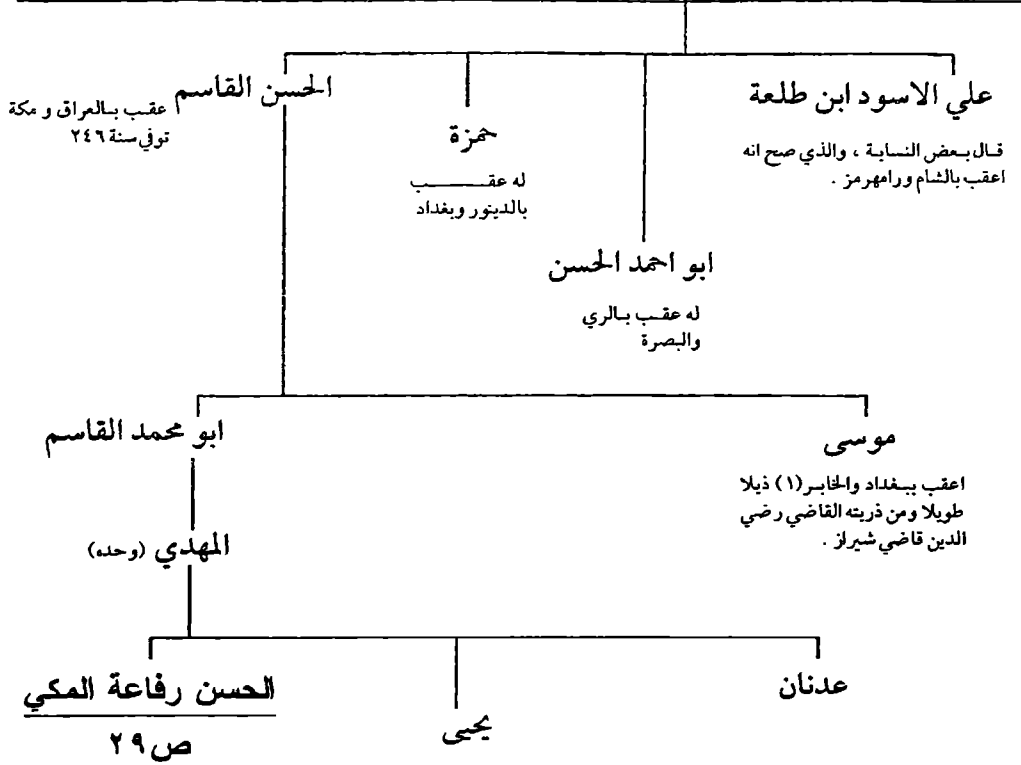 علي الاسود ابن طلعة
قال بعض النسابة ، والذي صح انه
اعقب بالشام ورامهرمز .
ابو احمد الحسن
له عقب بالري
والبصرة
حمزة
له عقب
بالدينور وبغداد
الحسن القاسم
عقب بالعراق و مكة
توفي سنة ٢٤٦
موسى
اعقب ببغداد والخابر (١) ذيلا
طويلا ومن ذريته القاضي رضي
الدين قاضي شيراز .
ابو محمد القاسم
المهدي (وحده)
عدنان
يحيى
الحسن رفاعة المكي
ص ٢٩